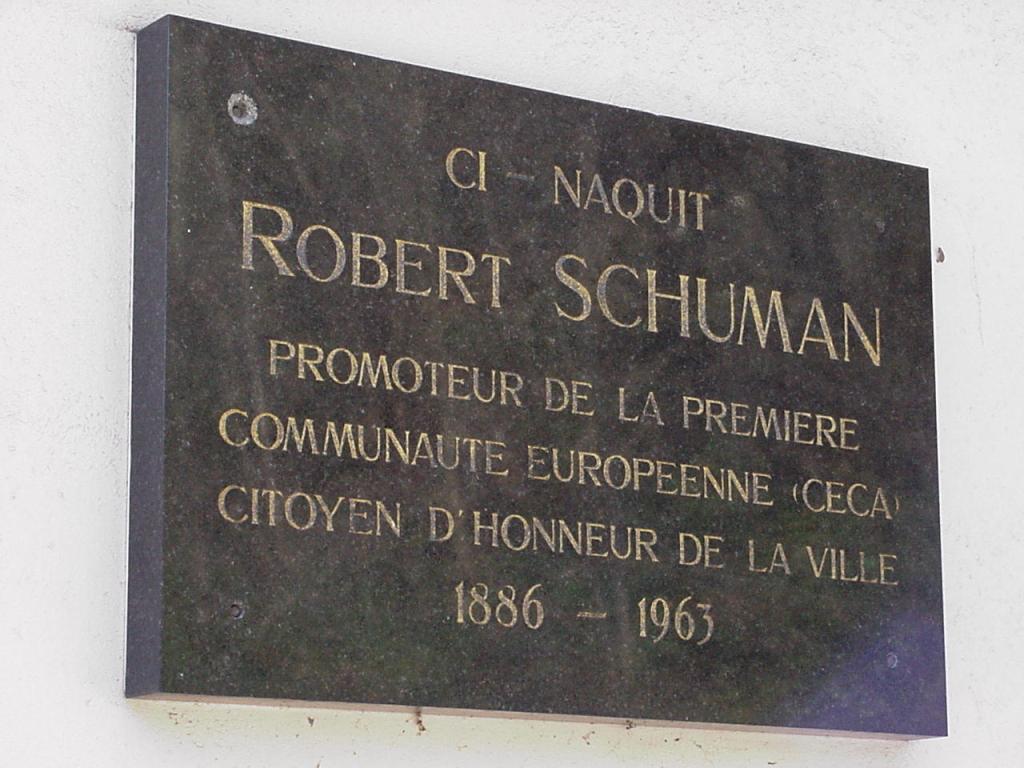 CI - NAQUIT
ROBERT SCHUMAN
PROMOTEUR DE LA PREMIERE
COMMUNAUTE EUROPEENNE (CECA)
CITOYEN D'HONNEUR DE LA VILLE
1886 - 1963